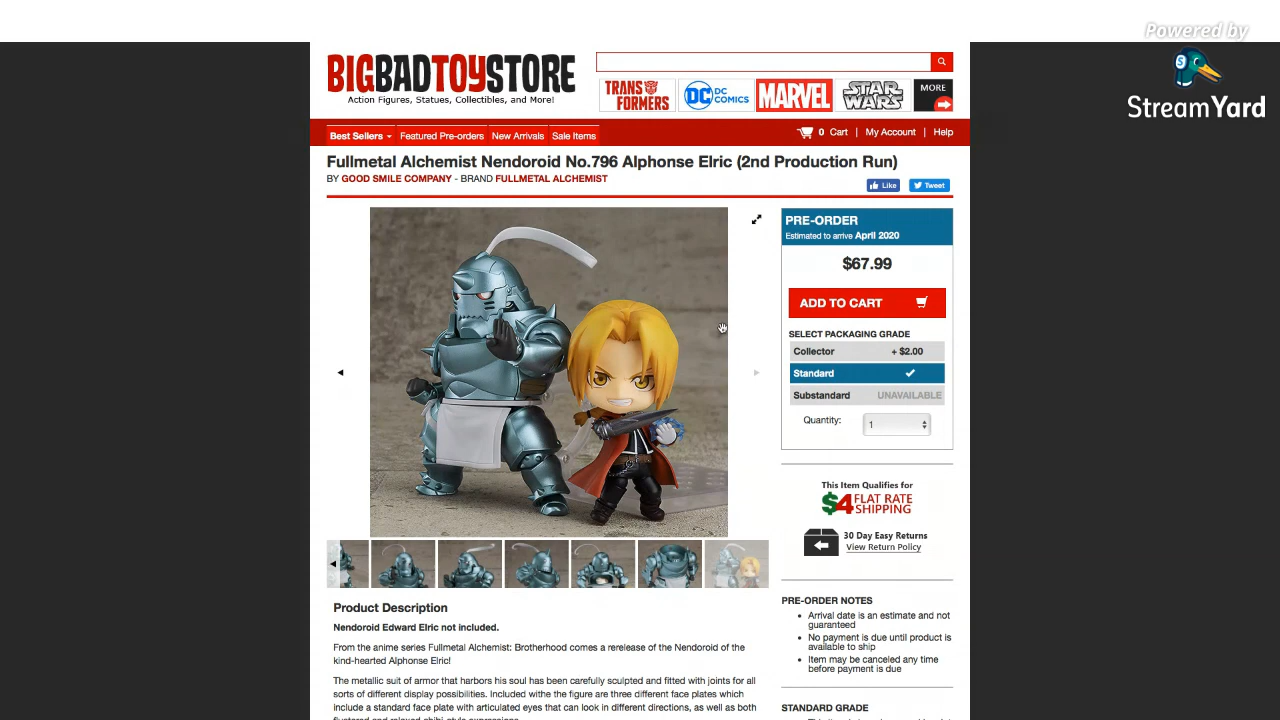 Powered by
StreamYard
BIGBADTOYSTORE
Action Figures, Statues, Collectibles, and More!
TRANSFORMERS
DC COMICS
MARVEL
STAR WARS
MORE
Best Sellers
Featured Pre-orders
New Arrivals
Sale Items
0 Cart | My Account | Help
Fullmetal Alchemist Nendoroid No.796 Alphonse Elric (2nd Production Run)
BY GOOD SMILE COMPANY - BRAND FULLMETAL ALCHEMIST
Like
Tweet
PRE-ORDER
Estimated to arrive April 2020
$67.99
ADD TO CART
SELECT PACKAGING GRADE
Collector + $2.00
Standard
Substandard UNAVAILABLE
Quantity: 1
This Item Qualifies for
$4 FLAT RATE
SHIPPING
30 Day Easy Returns
View Return Policy
Product Description
Nendoroid Edward Elric not included.
From the anime series Fullmetal Alchemist: Brotherhood comes a rerelease of the Nendoroid of the
kind-hearted Alphonse Elric!
The metallic suit of armor that harbors his soul has been carefully sculpted and fitted with joints for all
sorts of different display possibilities. Included withe the figure are three different face plates which
include a standard face plate with articulated eyes that can look in different directions, as well as both
PRE-ORDER NOTES
Arrival date is an estimate and not
guaranteed
No payment is due until product is
available to ship
Item may be canceled any time
before payment is due
STANDARD GRADE